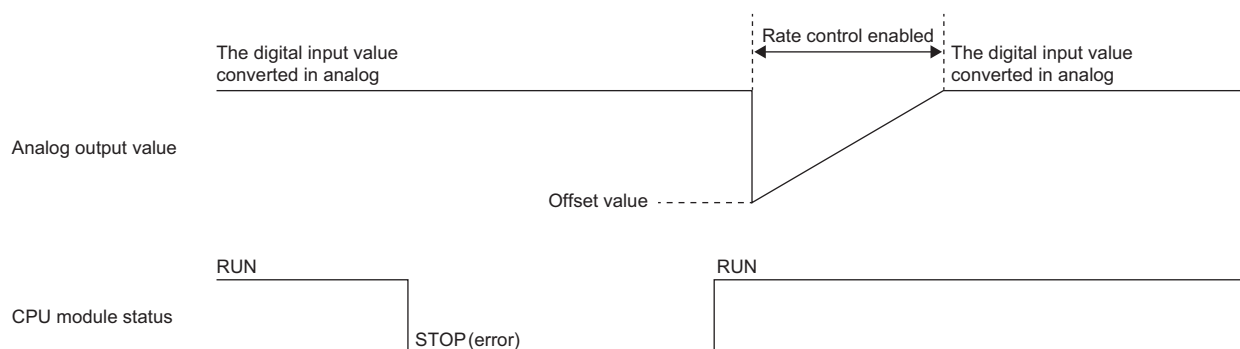 Rate control enabled
The digital input value
converted in analog
The digital input value
converted in analog
Analog output value
Offset value
RUN
RUN
CPU module status
STOP(error)